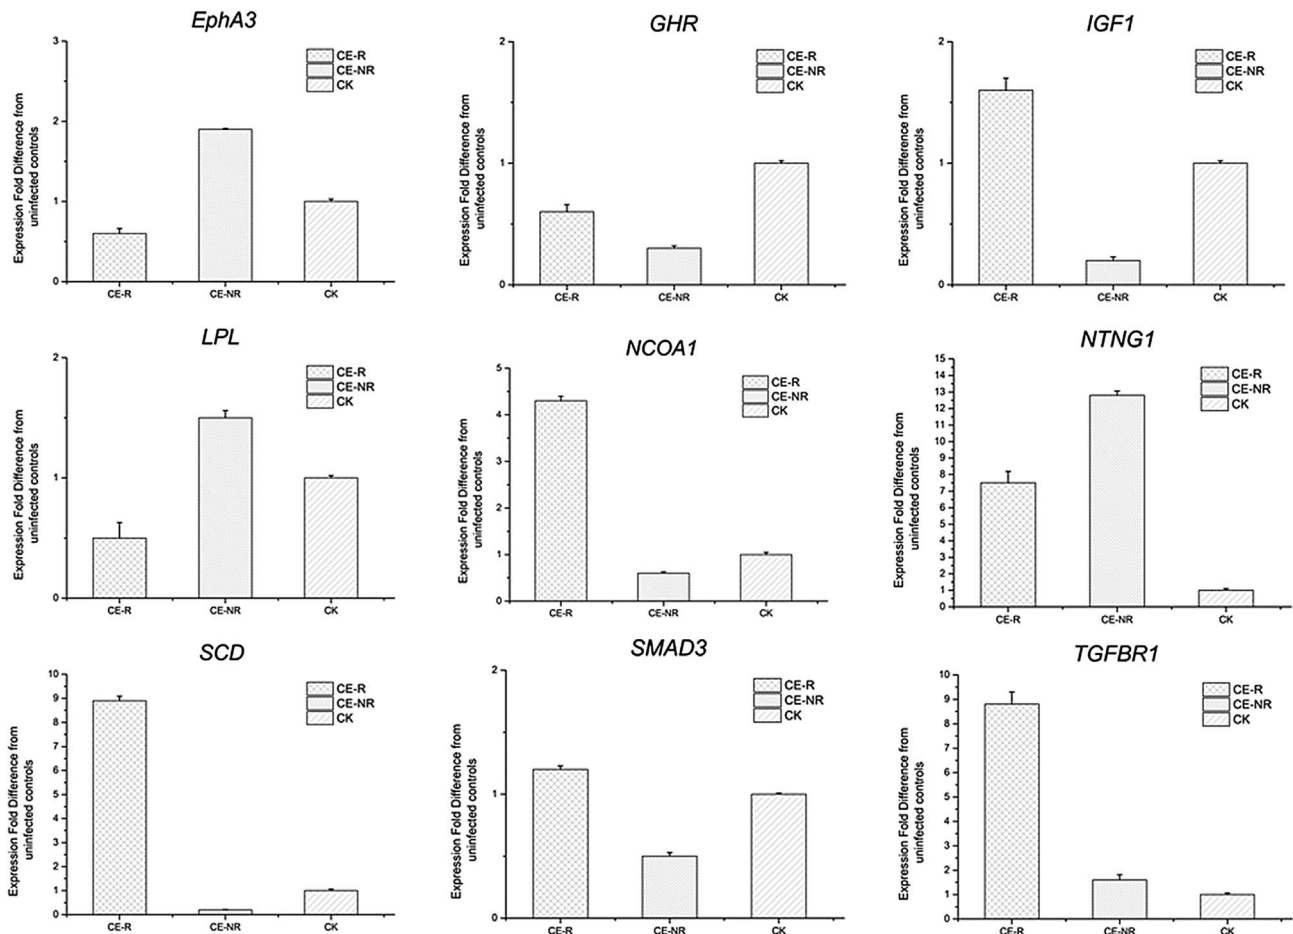 EphA3
Expression Fold Difference from
uninfected controls
3
2
1
0
CE-R
CE-NR
CK
CE-R
CE-NR
CK
GHR
Expression Fold Difference from
uninfected controls
2
1
0
CE-R
CE-NR
CK
CE-R
CE-NR
CK
IGF1
Expression Fold Difference from
uninfected controls
2
1
0
CE-R
CE-NR
CK
CE-R
CE-NR
CK
LPL
Expression Fold Difference from
uninfected controls
2
1
0
CE-R
CE-NR
CK
CE-R
CE-NR
CK
NCOA1
Expression Fold Difference from
uninfected controls
5
4
5
2
1
0
CE-R
CE-NR
CK
CE-R
CE-NR
CK
NTNG1
Expression Fold Difference from
uninfected controls
15
14
13
12
11
10
9
8
7
6
5
4
3
2
1
0
CE-R
CE-NR
CK
CE-R
CE-NR
CK
SCD
Expression Fold Difference from
uninfected controls
10
9
8
7
6
5
4
3
2
1
0
CE-R
CE-NR
CK
CE-R
CE-NR
CK
SMAD3
Expression Fold Difference from
uninfected controls
2
1
0
CE-R
CE-NR
CK
CE-R
CE-NR
CK
TGFBR1
Expression Fold Difference from
uninfected controls
10
9
8
7
6
5
4
3
2
1
0
CE-R
CE-NR
CK
CE-R
CE-NR
CK